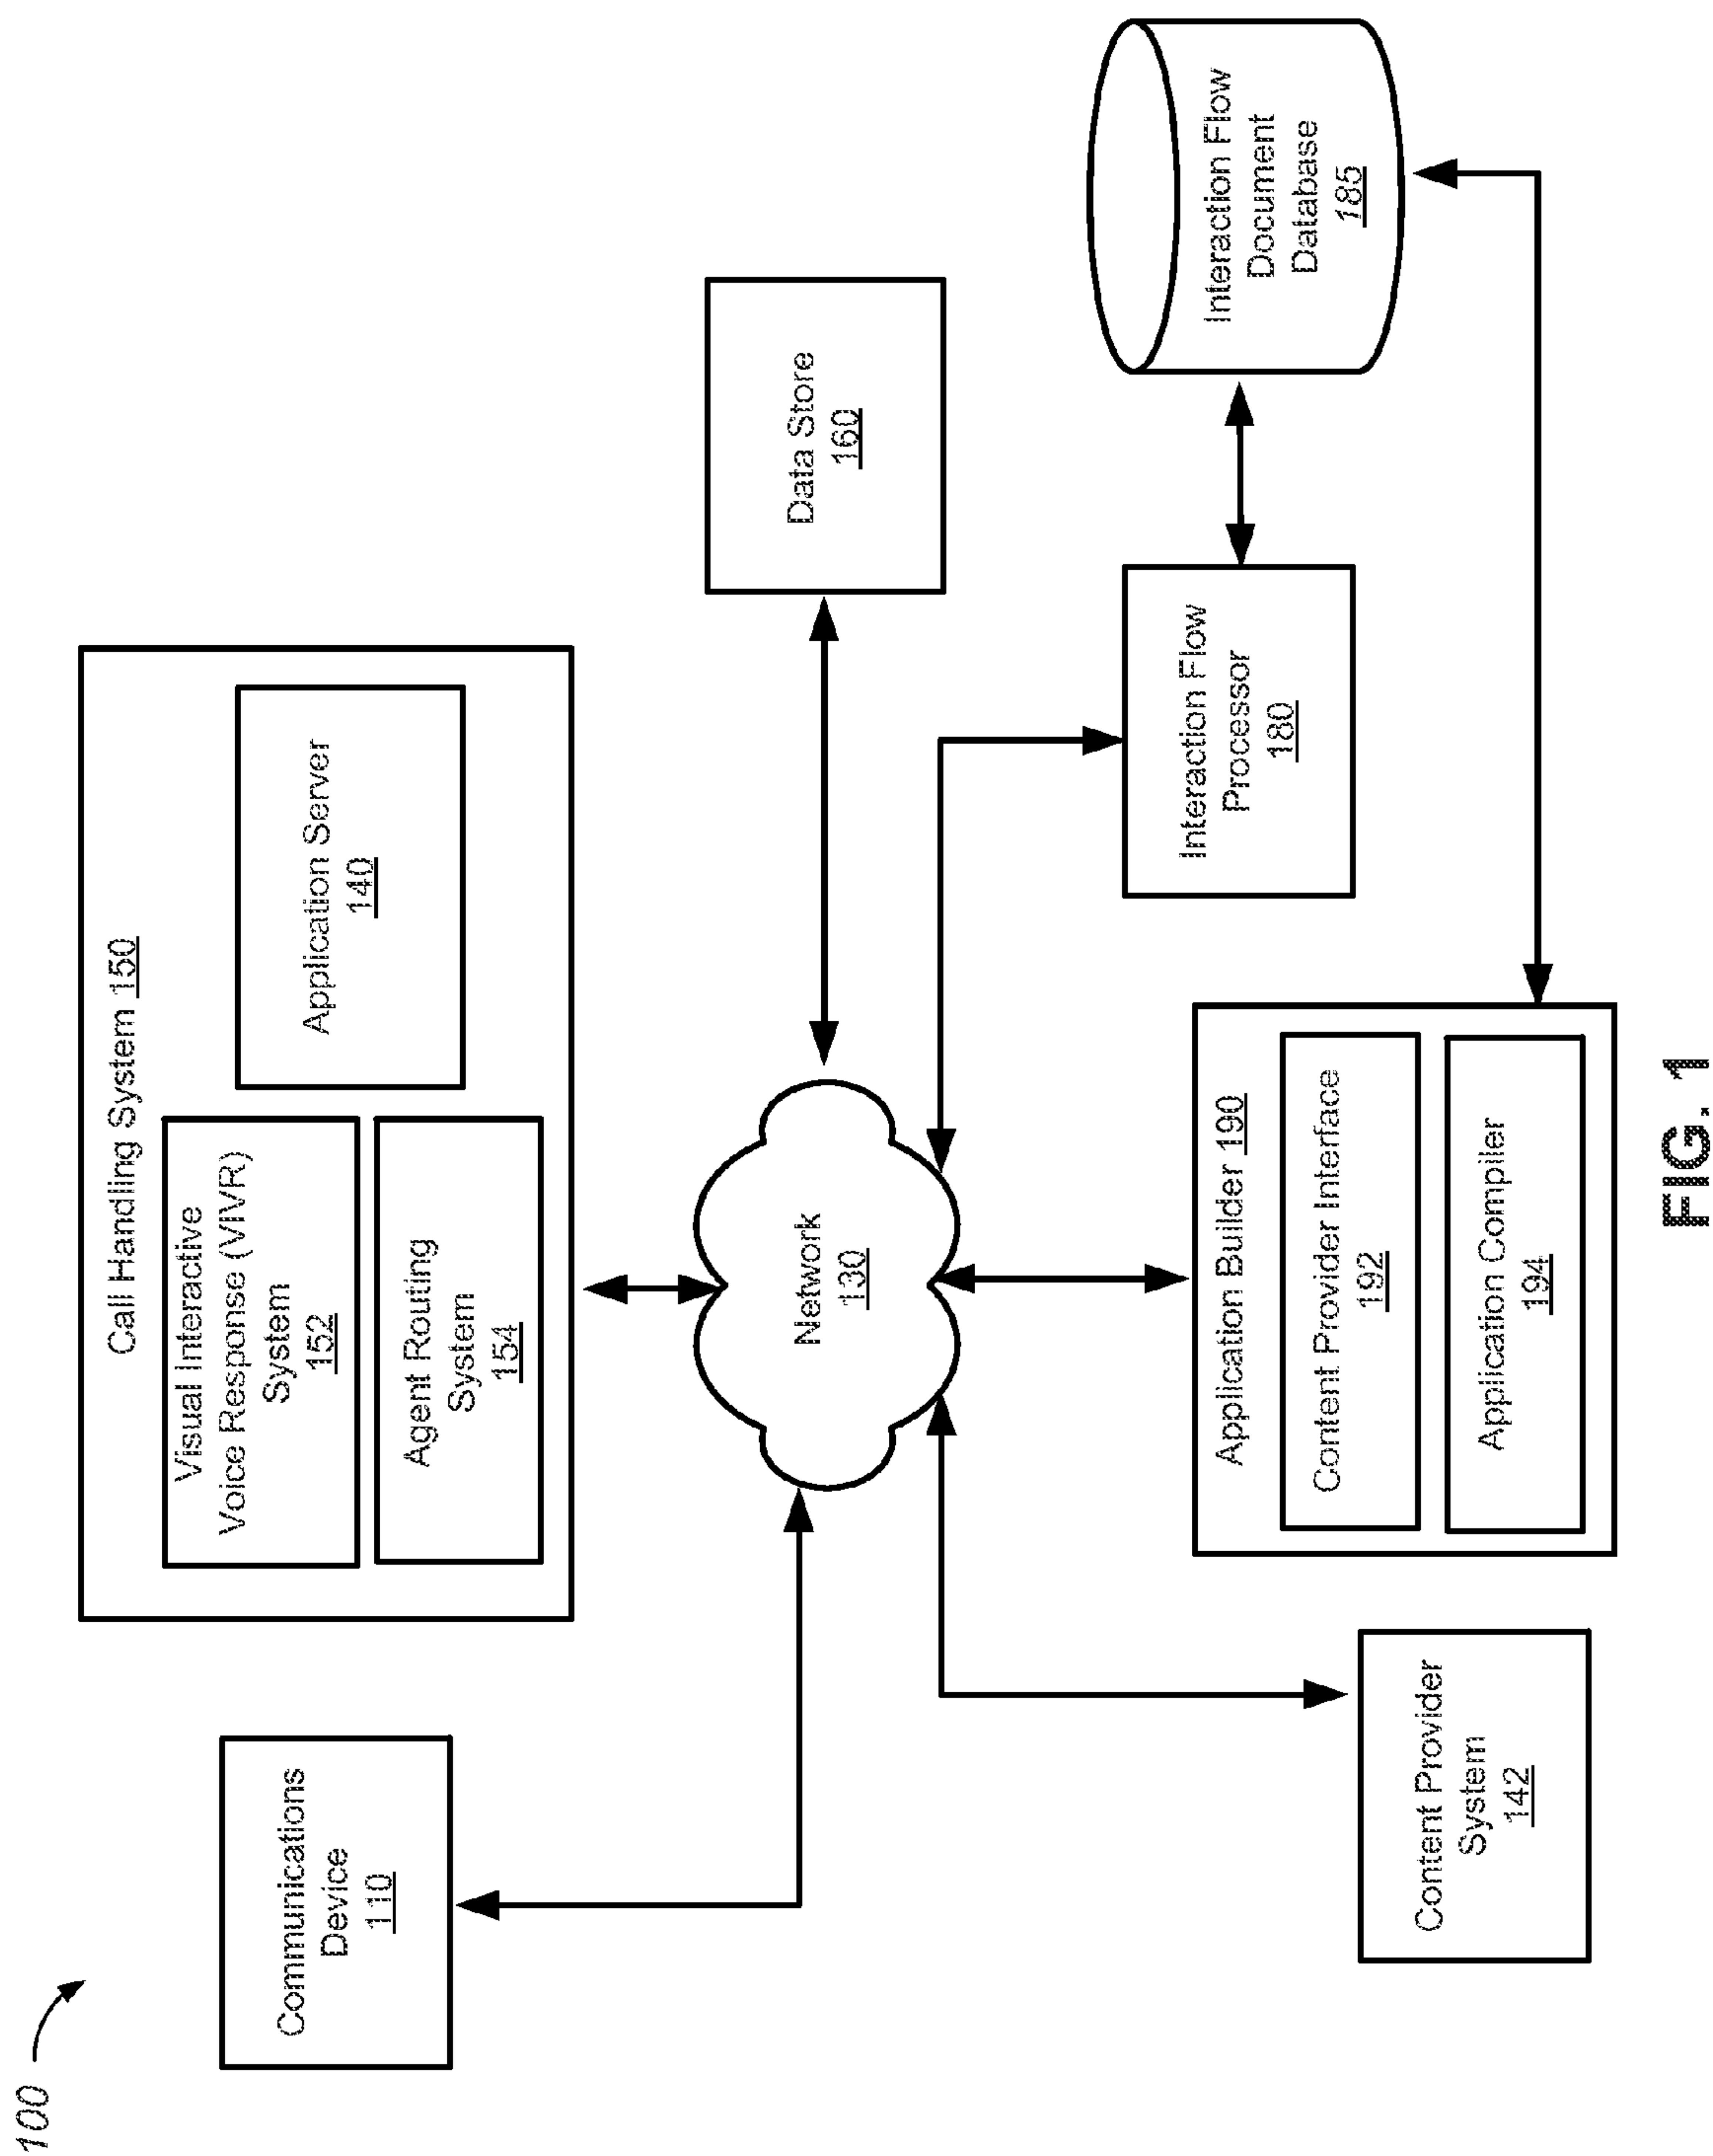 100
Communications
Device
110
Call Handling System 150
Visual Interactive
Voice Response (VIVR)
System
152
Agent Routing
System
154
Application Server
140
Network
130
Data Store
160
Content Provider
System
142
Application Builder 190
Content Provider Interface
192
Application Compiler
194
Interaction Flow
Processor
180
Interaction Flow
Document
Database
185
FIG. 1